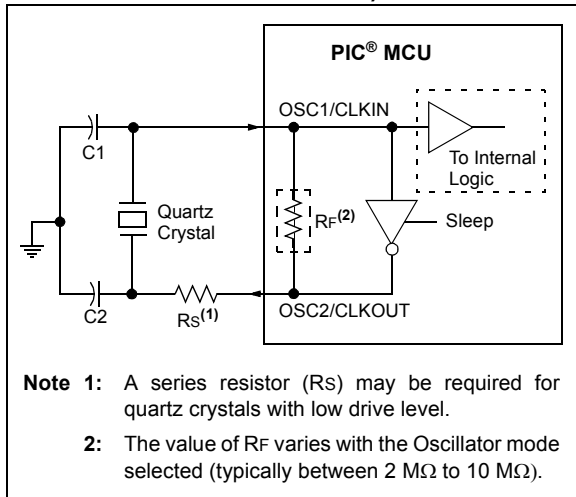 PIC® MCU
OSC1/CLKIN
C1
To Internal
Logic
Quartz
Crystal
RF(2)
Sleep
C2
RS(1)
OSC2/CLKOUT
Note 1: A series resistor (RS) may be required for
quartz crystals with low drive level.
2: The value of RF varies with the Oscillator mode
selected (typically between 2 MΩ to 10 MΩ).